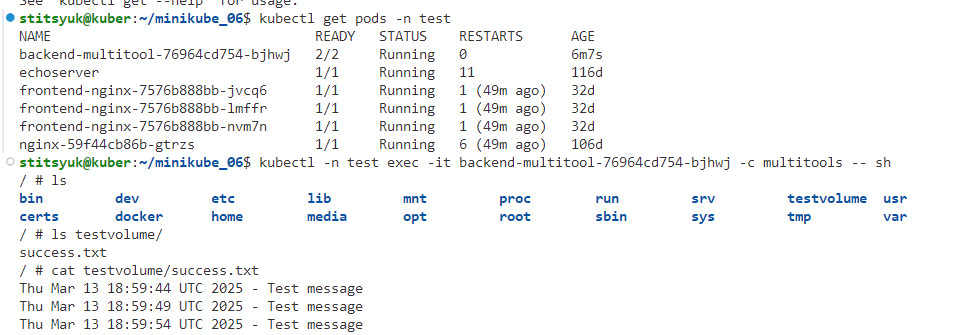 See 'kubectl get --help' for usage.
stitsyuk@kuber:~/minikube_06$ kubectl get pods -n test
NAME READY STATUS RESTARTS AGE
backend-multitool-76964cd754-bjhwj 2/2 Running 0 6m7s
echoserver 1/1 Running 11 116d
frontend-nginx-7576b888bb-jvcq6 1/1 Running 1 (49m ago) 32d
frontend-nginx-7576b888bb-lmffr 1/1 Running 1 (49m ago) 32d
frontend-nginx-7576b888bb-nvm7n 1/1 Running 1 (49m ago) 32d
nginx-59f44cb86b-gtrzs 1/1 Running 6 (49m ago) 106d
stitsyuk@kuber:~/minikube_06$ kubectl -n test exec -it backend-multitool-76964cd754-bjhwj -c multitools -- sh
/ # ls
bin dev etc lib mnt proc run srv testvolume usr
certs docker home media opt root sbin sys tmp var
/ # ls testvolume/
success.txt
/ # cat testvolume/success.txt
Thu Mar 13 18:59:44 UTC 2025 - Test message
Thu Mar 13 18:59:49 UTC 2025 - Test message
Thu Mar 13 18:59:54 UTC 2025 - Test message